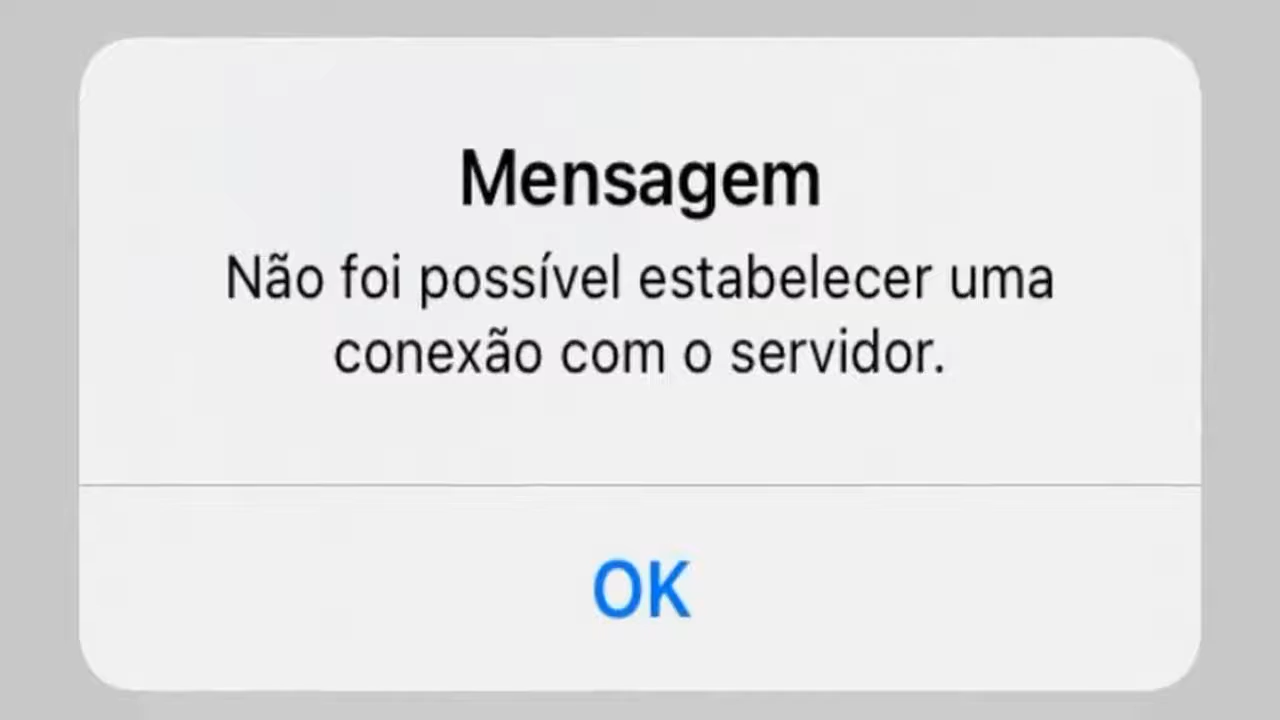 Mensagem
Não foi possível estabelecer uma
conexão com o servidor.
OK